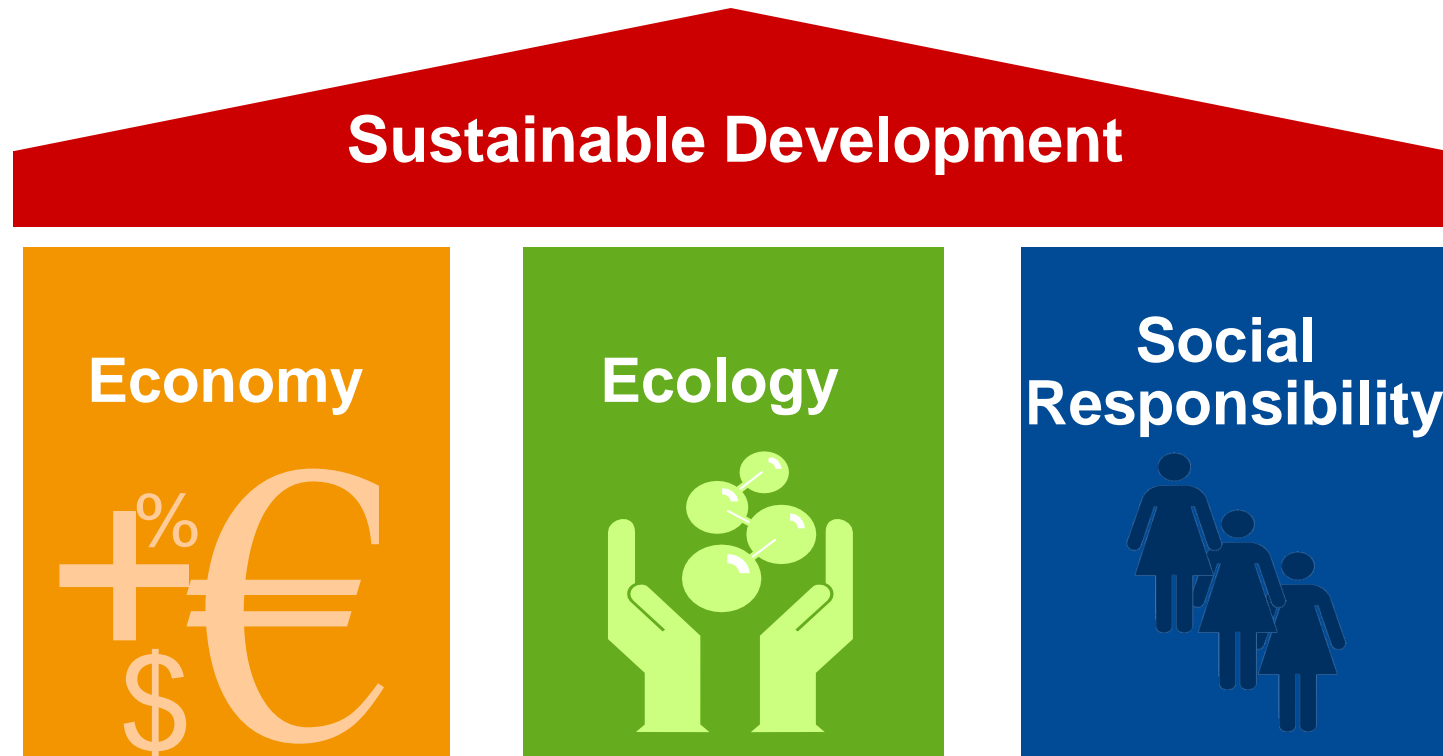 Sustainable Development
Economy
Ecology
Social
Responsibility
%
+
€
$